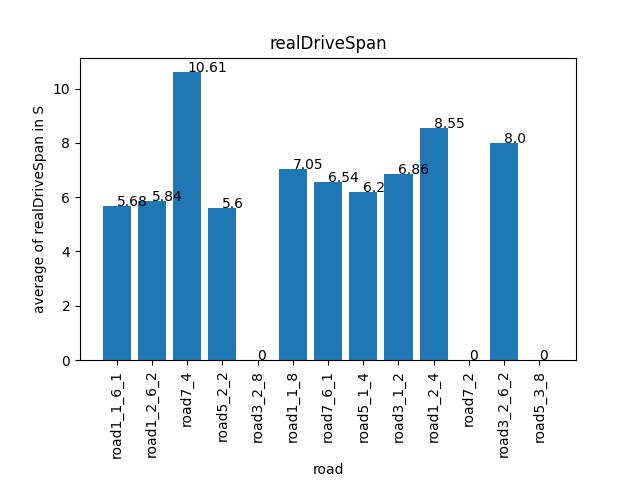 realDriveSpan
average of realDriveSpan in S
10
8
6
4
2
0
5.68
5.84
10.61
5.6
0
7.05
6.54
6.2
6.86
8.55
0
8.0
0
road1_1_6_1
road1_2_6_2
road7_4
road5_2_2
road3_2_8
road1_1_8
road7_6_1
road5_1_4
road3_1_2
road1_2_4
road7_2
road3_2_6_2
road5_3_8
road